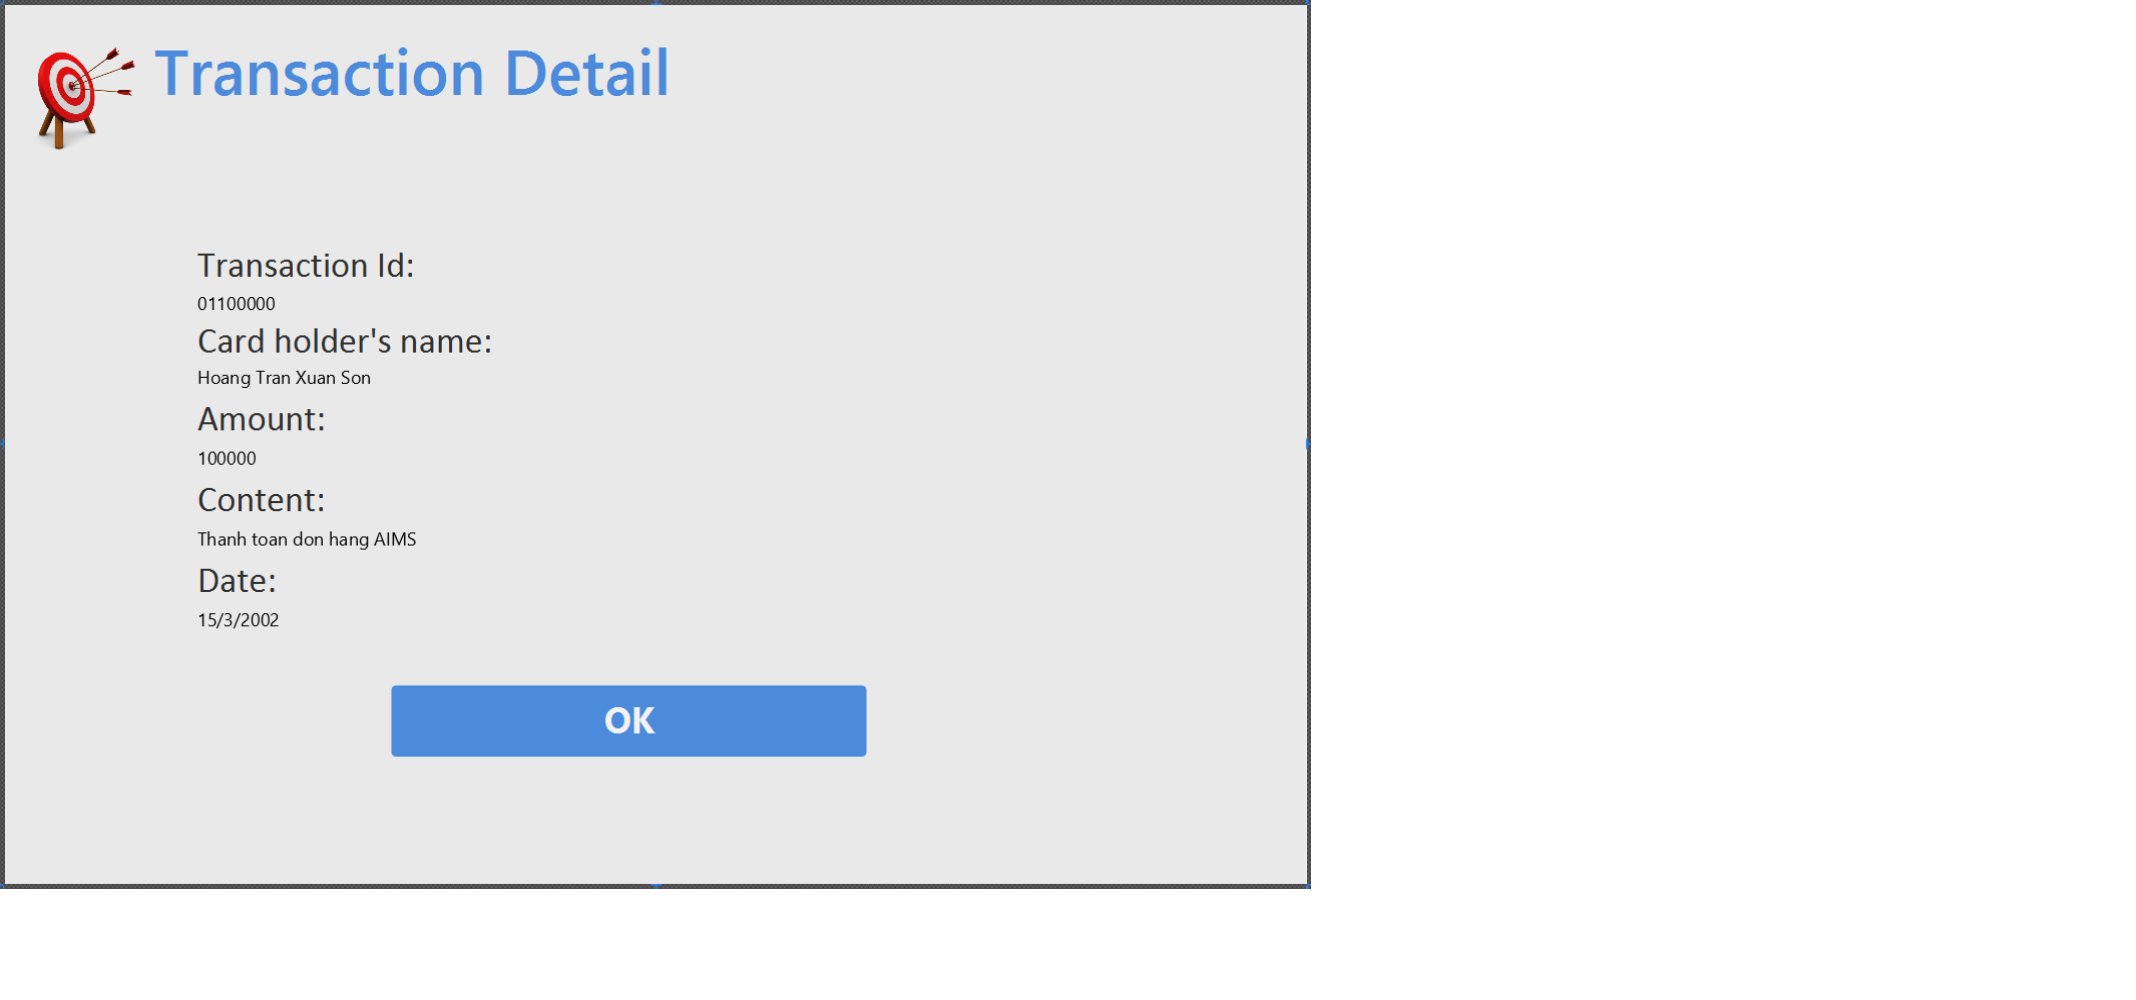 Transaction Detail
Transaction Id:
01100000
Card holder's name:
Hoang Tran Xuan Son
Amount:
100000
Content:
Thanh toan don hang AIMS
Date:
15/3/2002
OK